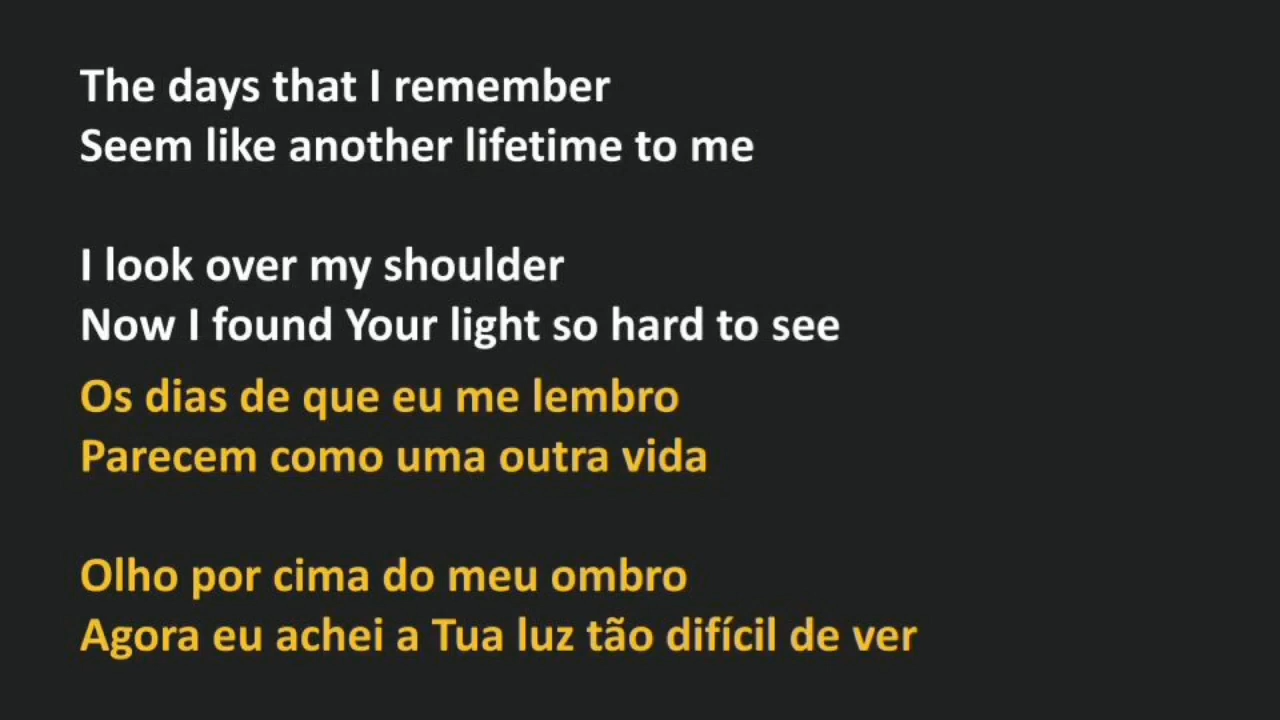 The days that I remember
Seem like another lifetime to me
I look over my shoulder
Now I found Your light so hard to see
Os dias de que eu me lembro
Parecem como uma outra vida
Olho por cima do meu ombro
Agora eu achei a Tua luz tão difícil de ver